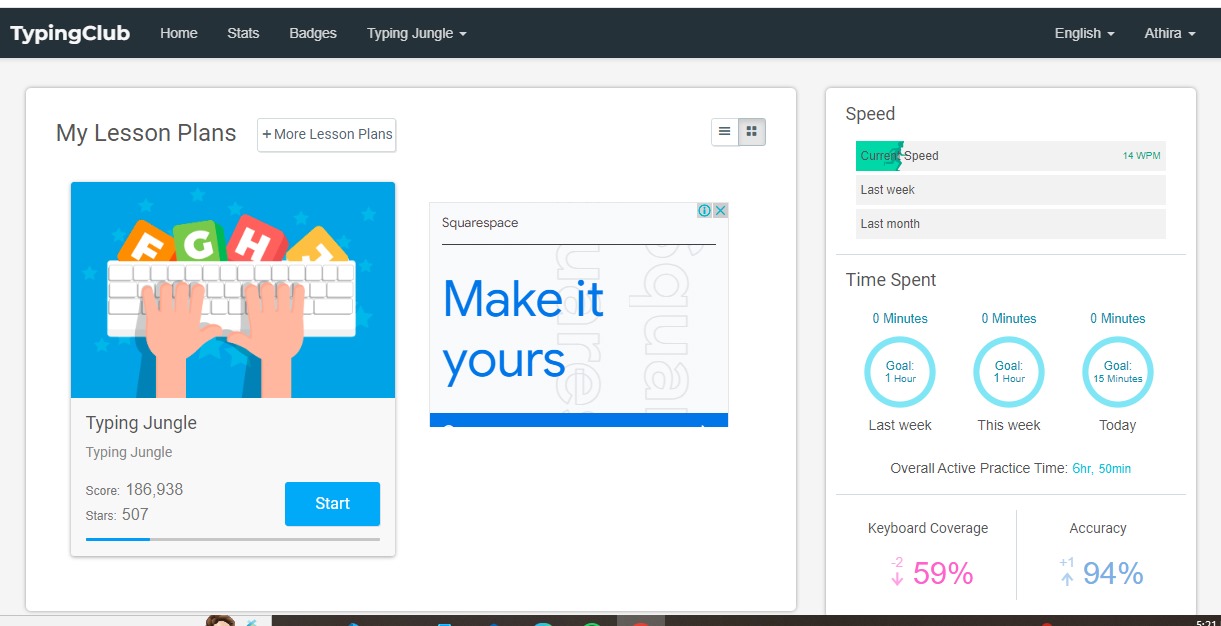 TypingClub Home Stats Badges Typing Jungle English Athira
My Lesson Plans
+ More Lesson Plans
F G H J
Typing Jungle
Typing Jungle
Score: 186,938
Stars: 507
Start
Squarespace
Make it
yours
Speed
Current Speed 14 WPM
Last week
Last month
Time Spent
0 Minutes 0 Minutes 0 Minutes
Goal: Goal: Goal:
1 Hour 1 Hour 15 Minutes
Last week This week Today
Overall Active Practice Time: 6hr, 50min
Keyboard Coverage Accuracy
-2 59% +1 94%
5:21